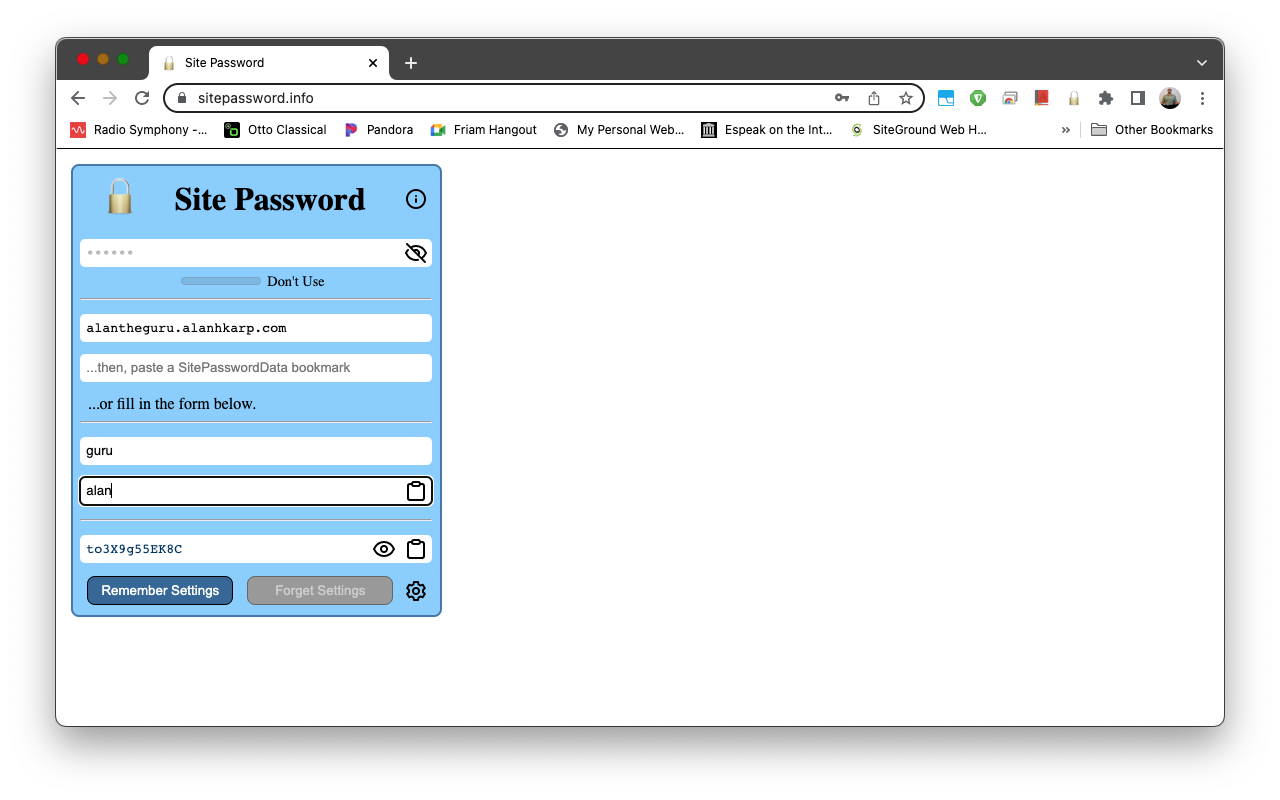 Site Password
sitepassword.info
Radio Symphony -... Otto Classical Pandora Friam Hangout My Personal Web... Espeak on the Int... SiteGround Web H... » Other Bookmarks
Site Password
••••••
Don't Use
alantheguru.alanhkarp.com
...then, paste a SitePasswordData bookmark
...or fill in the form below.
guru
alan
to3X9g55EK8C
Remember Settings Forget Settings